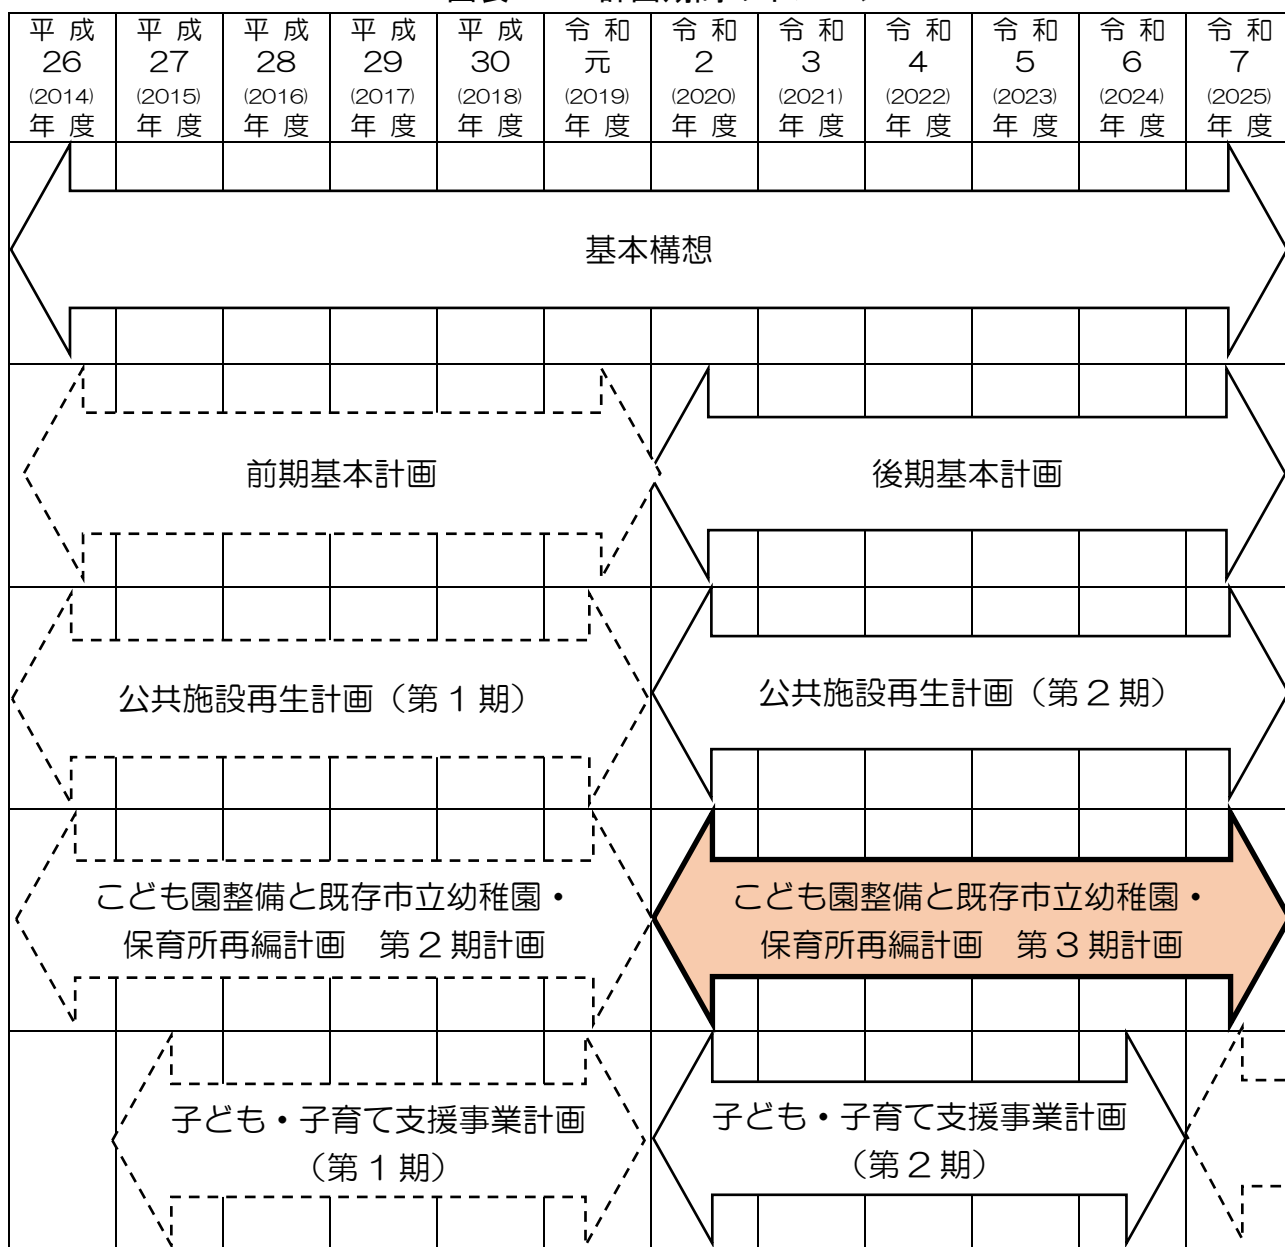 平成 平成 平成 平成 平成 令和 令和 令和 令和 令和 令和 令和
26 27 28 29 30 元 2 3 4 5 6 7
(2014) (2015) (2016) (2017) (2018) (2019) (2020) (2021) (2022) (2023) (2024) (2025)
年度 年度 年度 年度 年度 年度 年度 年度 年度 年度 年度 年度
基本構想
前期基本計画
後期基本計画
公共施設再生計画（第1期）
公共施設再生計画（第2期）
こども園整備と既存市立幼稚園・
保育所再編計画　第2期計画
こども園整備と既存市立幼稚園・
保育所再編計画　第3期計画
子ども・子育て支援事業計画
（第1期）
子ども・子育て支援事業計画
（第2期）